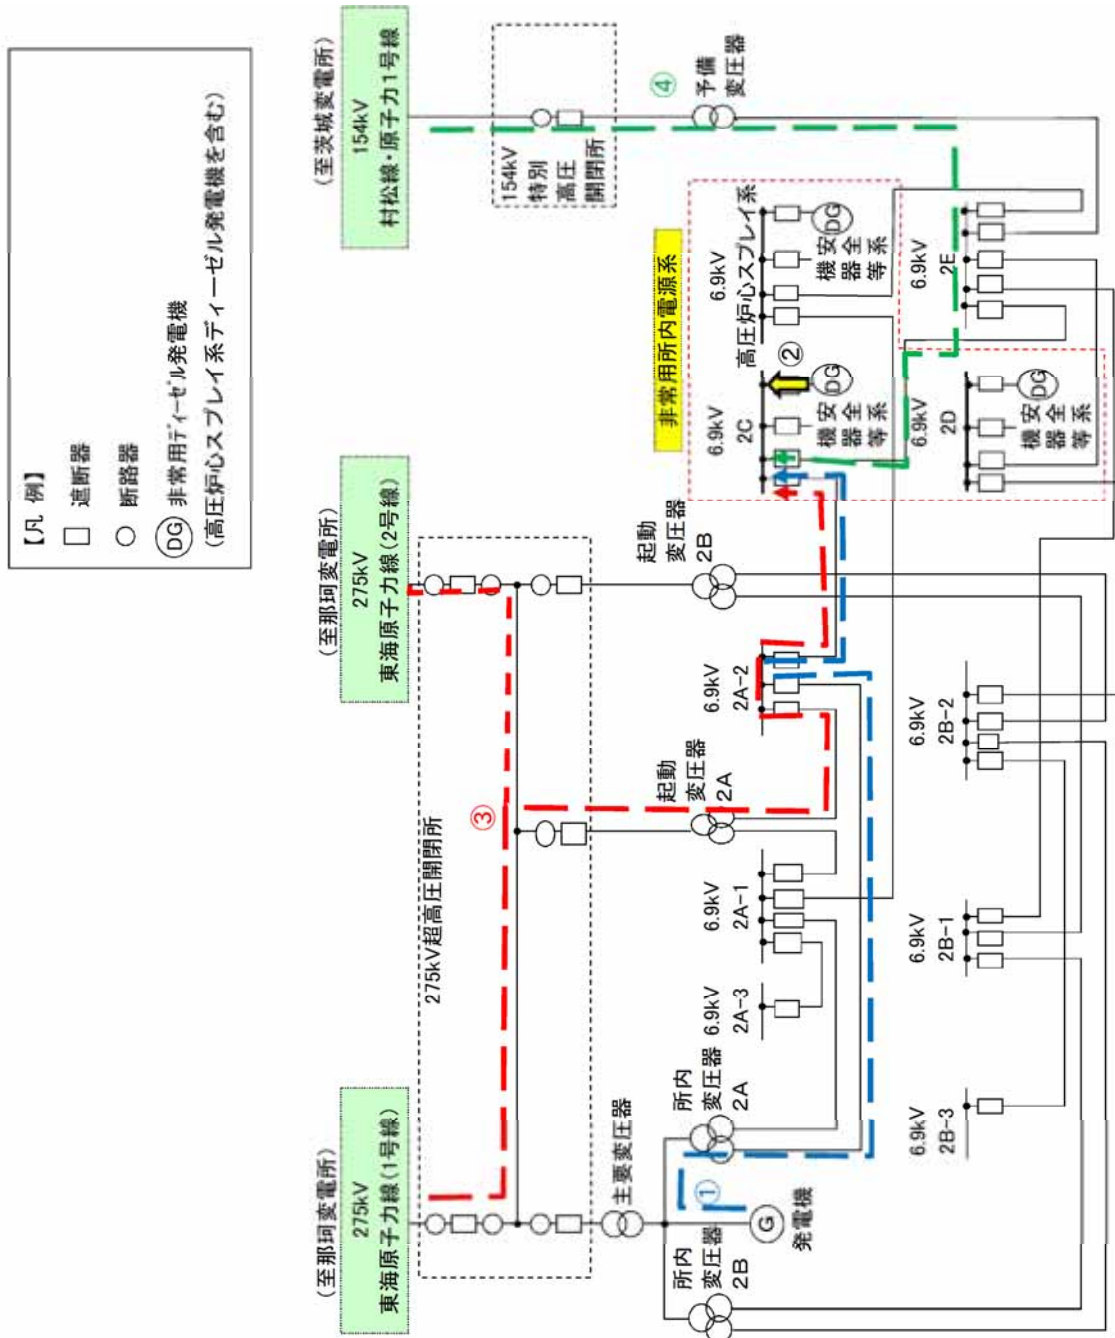 【凡 例】
□ 遮断器
○ 断路器
DG 非常用ディーゼル発電機
(高圧炉心スプレイ系ディーゼル発電機を含む)
(至那珂変電所)
275kV
東海原子力線(1号線)
(至那珂変電所)
275kV
東海原子力線(2号線)
(至茨城変電所)
154kV
村松線・原子力1号線
275kV超高圧開閉所
③
154kV
特別
高圧
開閉所
④
予備
変圧器
主要変圧器
所内
変圧器
2B
G
発電機
①
所内
変圧器
2A
起動
変圧器
2A
起動
変圧器
2B
非常用所内電源系
6.9kV
2A-3
6.9kV
2A-1
6.9kV
2A-2
6.9kV
2C
②
DG
安全系
機器等
6.9kV
高圧炉心スプレイ系
DG
安全系
機器等
6.9kV
2B-3
6.9kV
2B-1
6.9kV
2B-2
6.9kV
2D
DG
安全系
機器等
6.9kV
2E